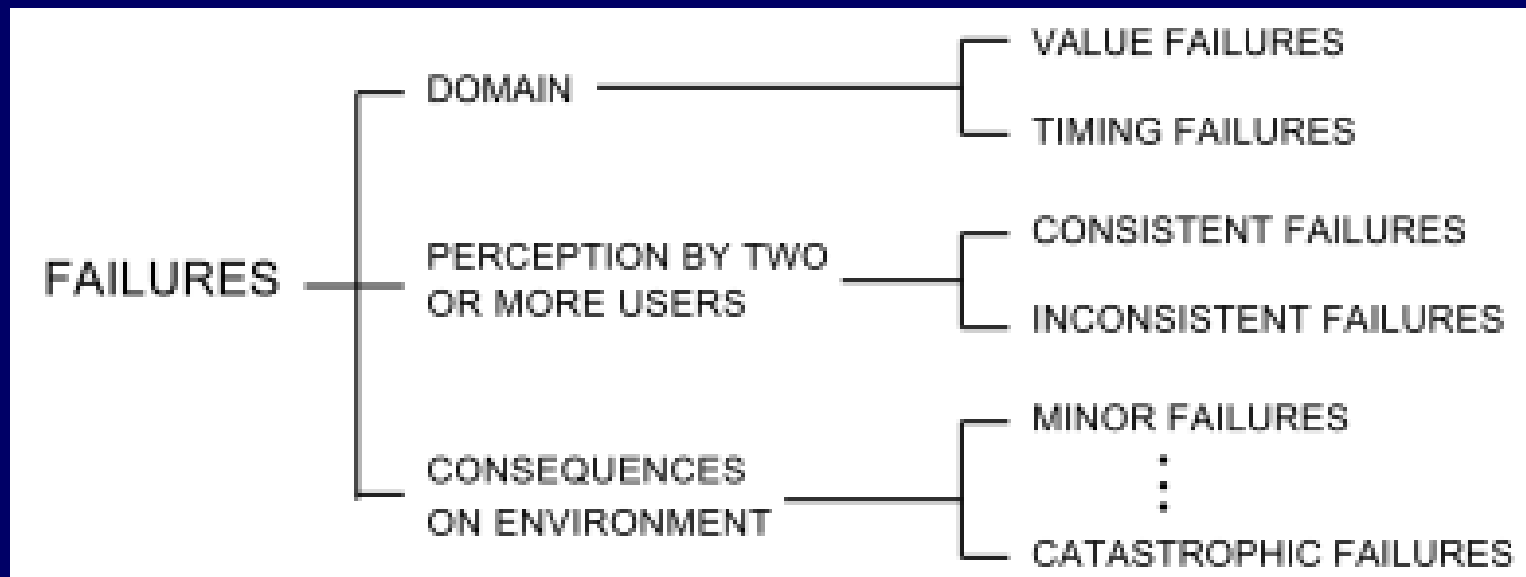 FAILURES
DOMAIN
VALUE FAILURES
TIMING FAILURES
PERCEPTION BY TWO
OR MORE USERS
CONSISTENT FAILURES
INCONSISTENT FAILURES
CONSEQUENCES
ON ENVIRONMENT
MINOR FAILURES
CATASTROPHIC FAILURES